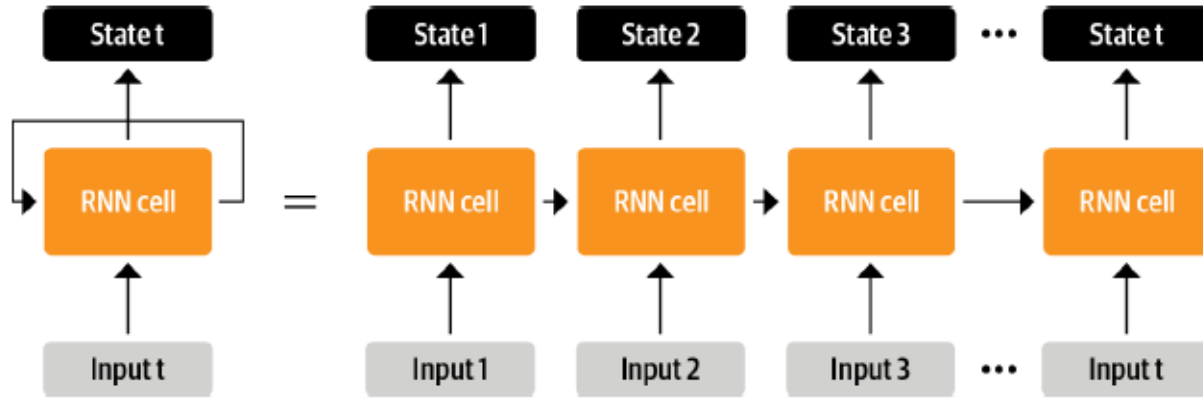 State t State 1 State 2 State 3 ••• State t
RNN cell = RNN cell RNN cell RNN cell RNN cell
Input t Input 1 Input 2 Input 3 ••• Input t